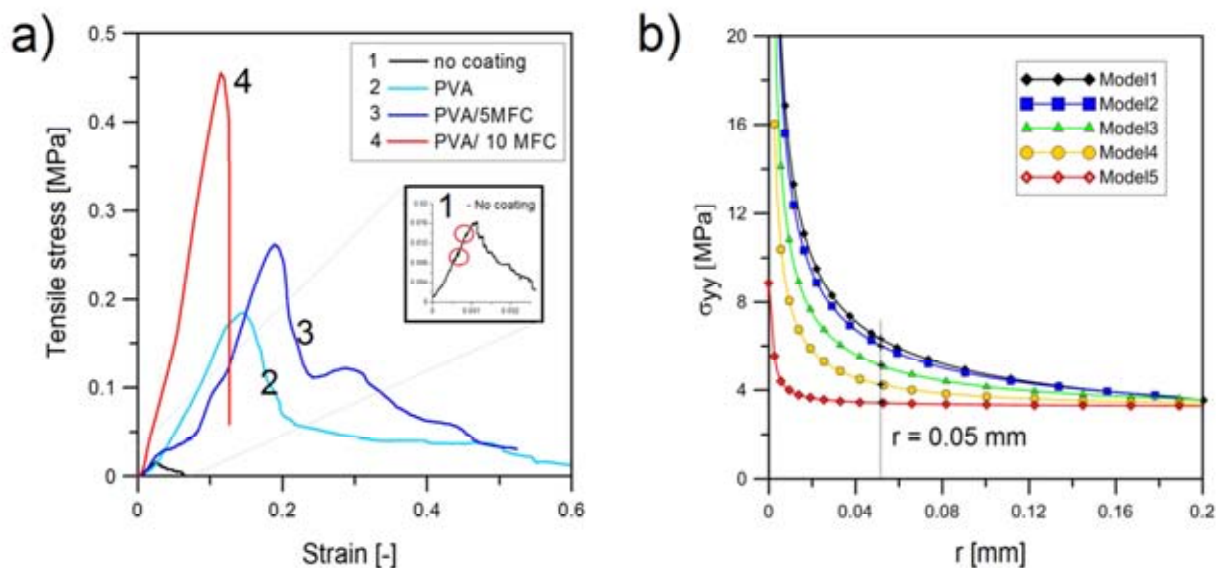 a)
0.5
0.4
0.3
0.2
0.1
0
Tensile stress [MPa]
0
0.2
0.4
0.6
Strain [-]
1 no coating
2 PVA
3 PVA/5MFC
4 PVA/ 10 MFC
4
3
2
1 - No coating
0
0.001
b)
20
16
12
8
4
0
σyy [MPa]
0
0.04
0.08
0.12
0.16
0.2
r [mm]
Model1
Model2
Model3
Model4
Model5
r = 0.05 mm